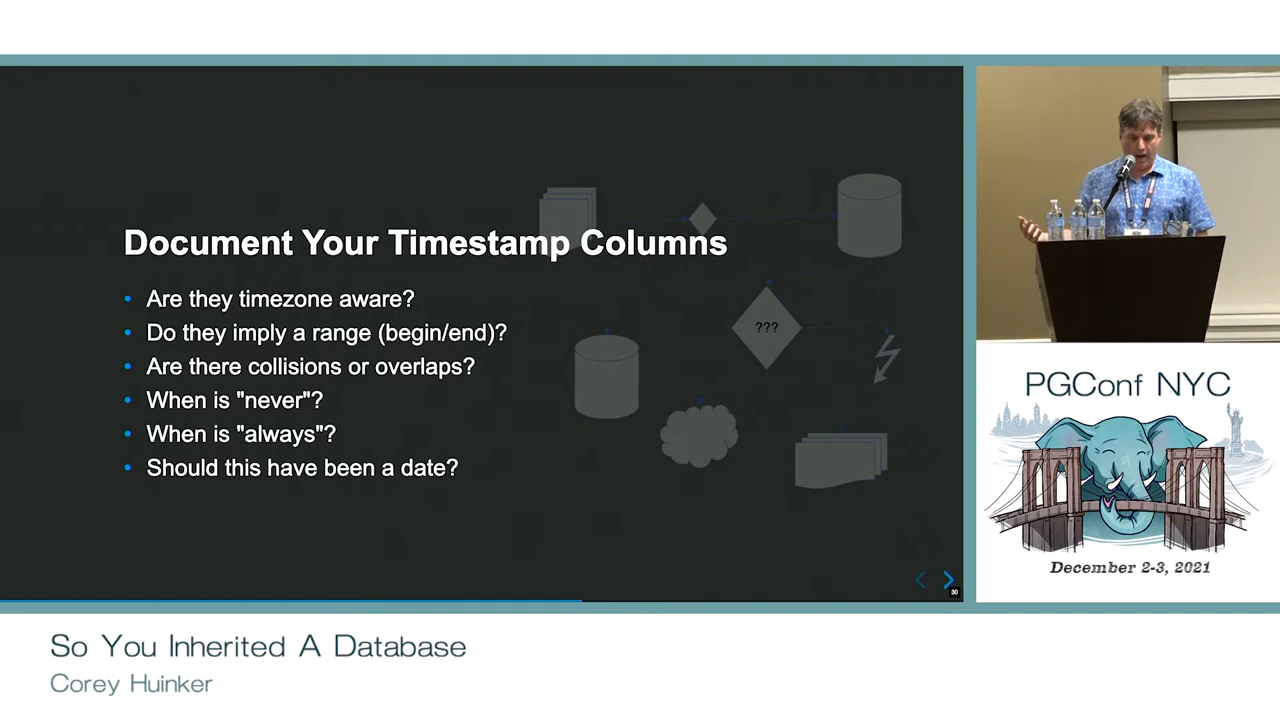 Document Your Timestamp Columns
• Are they timezone aware?
• Do they imply a range (begin/end)?
• Are there collisions or overlaps?
• When is "never"?
• When is "always"?
• Should this have been a date?
???
30
PGConf NYC
December 2-3, 2021
So You Inherited A Database
Corey Huinker